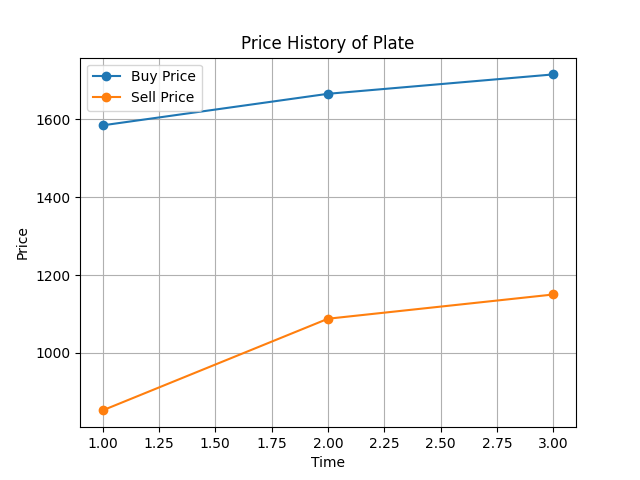 Price History of Plate
Buy Price
Sell Price
Price
1600
1400
1200
1000
1.00 1.25 1.50 1.75 2.00 2.25 2.50 2.75 3.00
Time